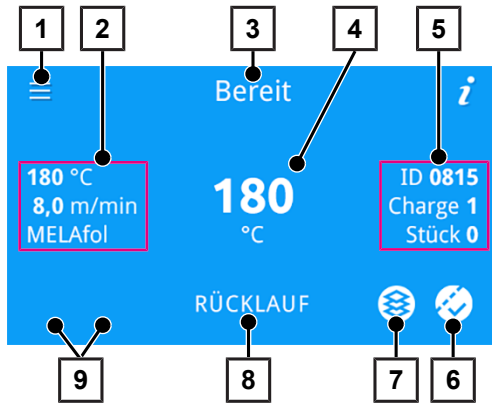 1 2 3 4 5
Bereit i
180 °C
8,0 m/min
MELAfol
180
°C
ID 0815
Charge 1
Stück 0
RÜCKLAUF
9 8 7 6